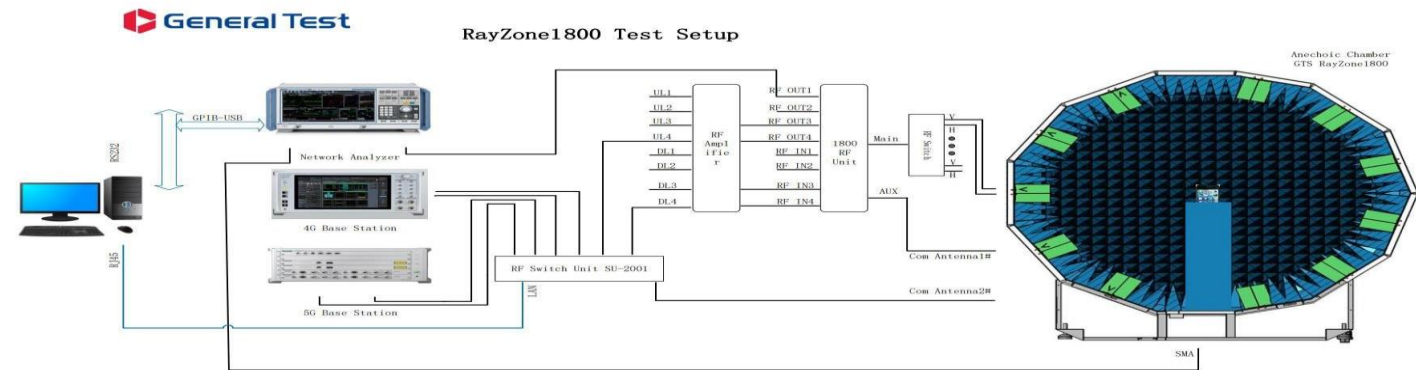 General Test
RayZone1800 Test Setup
Anechoic Chamber
GTS RayZone1800
GPIB-USB
RS232
Network Analyzer
4G Base Station
5G Base Station
RJ45
LAN
RF Switch Unit SU-2001
UL1
UL2
UL3
UL4
DL1
DL2
DL3
DL4
RF
Ampl
ifie
r
RF OUT1
RF OUT2
RF OUT3
RF OUT4
RF IN1
RF IN2
RF IN3
RF IN4
1800
RF
Unit
Main
AUX
RF Switch
V
H
V
H
Com Antenna1#
Com Antenna2#
SMA